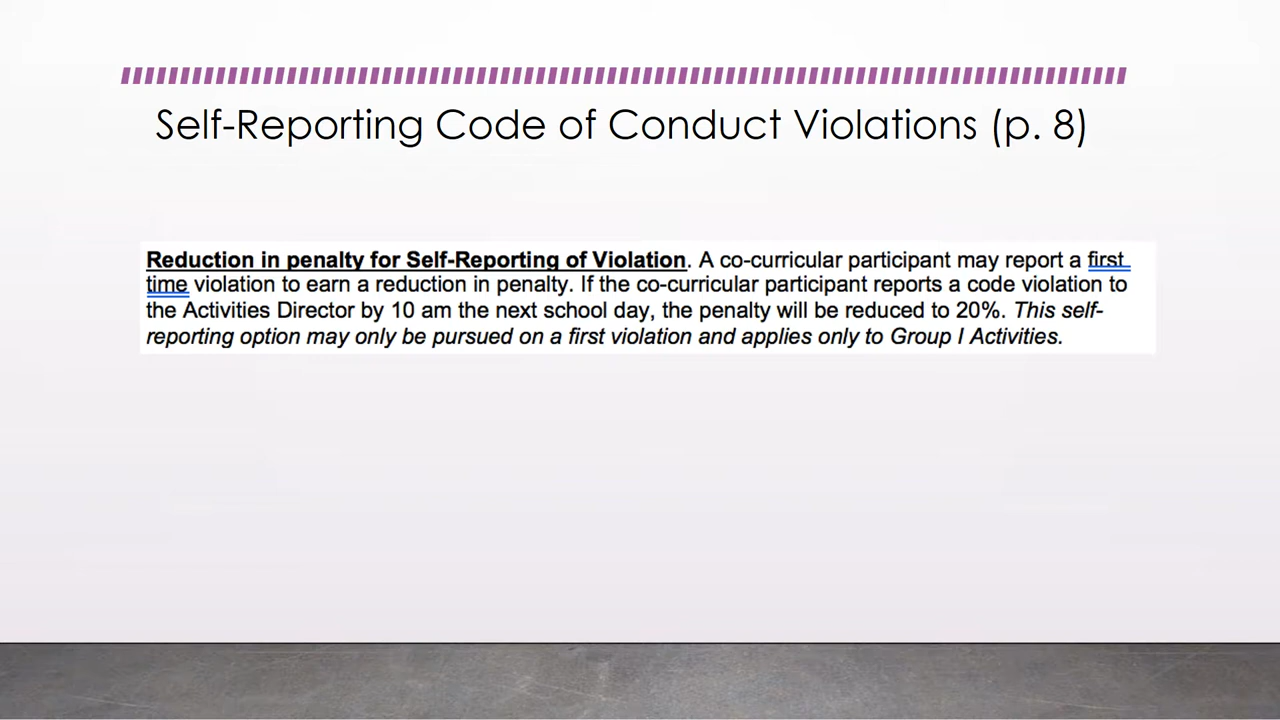 Self-Reporting Code of Conduct Violations (p. 8)
Reduction in penalty for Self-Reporting of Violation. A co-curricular participant may report a first
time violation to earn a reduction in penalty. If the co-curricular participant reports a code violation to
the Activities Director by 10 am the next school day, the penalty will be reduced to 20%. This self-
reporting option may only be pursued on a first violation and applies only to Group I Activities.